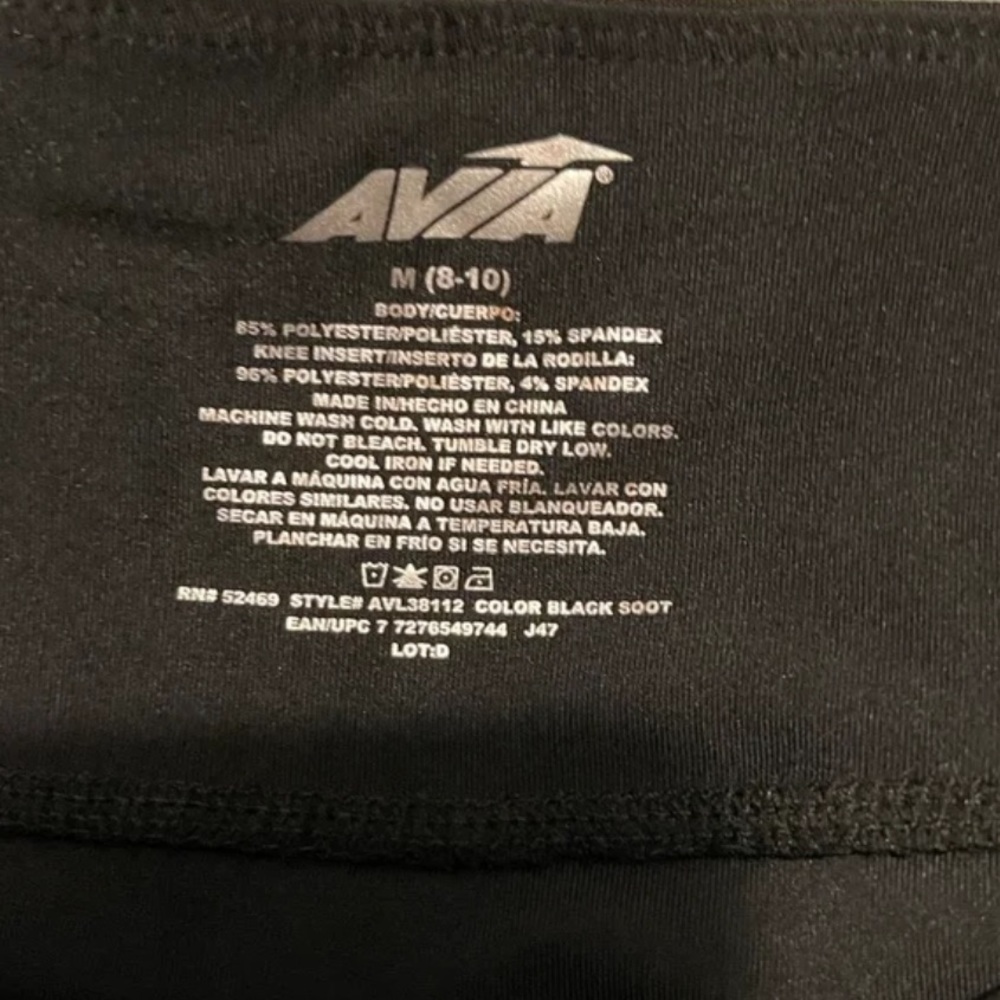 AVIA®
M (8-10)
BODY/CUERPO:
85% POLYESTER/POLIÉSTER, 15% SPANDEX
KNEE INSERT/INSERTO DE LA RODILLA:
96% POLYESTER/POLIÉSTER, 4% SPANDEX
MADE IN/HECHO EN CHINA
MACHINE WASH COLD. WASH WITH LIKE COLORS.
DO NOT BLEACH. TUMBLE DRY LOW.
COOL IRON IF NEEDED.
LAVAR A MÁQUINA CON AGUA FRÍA. LAVAR CON
COLORES SIMILARES. NO USAR BLANQUEADOR.
SECAR EN MÁQUINA A TEMPERATURA BAJA.
PLANCHAR EN FRÍO SI SE NECESITA.
RN# 52469 STYLE# AVL38112 COLOR BLACK SOOT
EAN/UPC 7 7276549744 J47
LOT:D